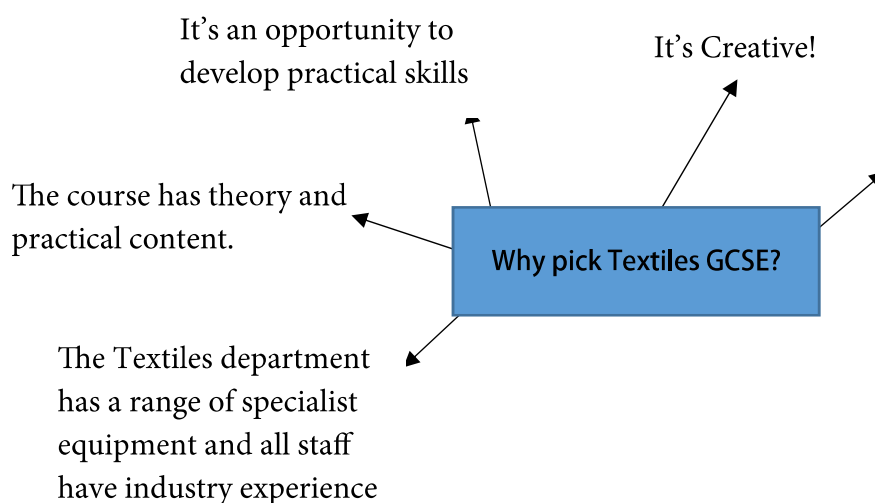 It’s an opportunity to
develop practical skills
It’s Creative!
The course has theory and
practical content.
Why pick Textiles GCSE?
The Textiles department
has a range of specialist
equipment and all staff
have industry experience